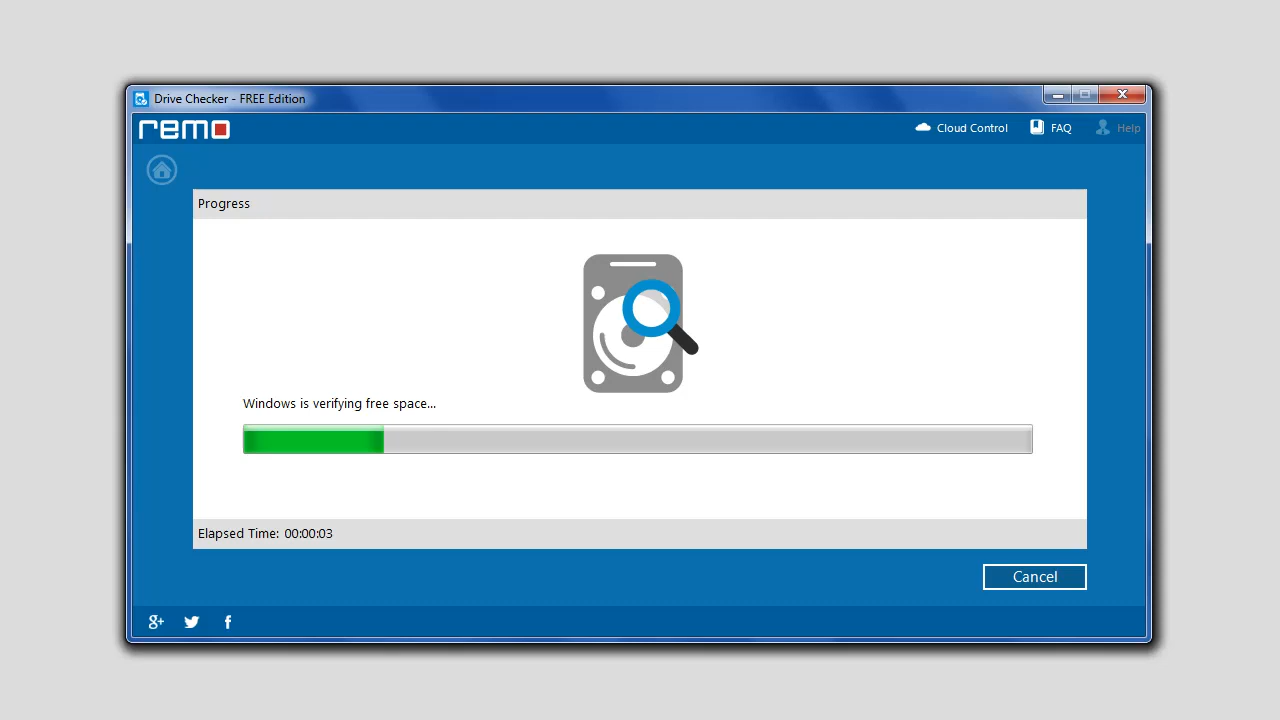 Drive Checker - FREE Edition
remo
Cloud Control
FAQ
Help
Progress
Windows is verifying free space...
Elapsed Time: 00:00:03
Cancel
g+
f